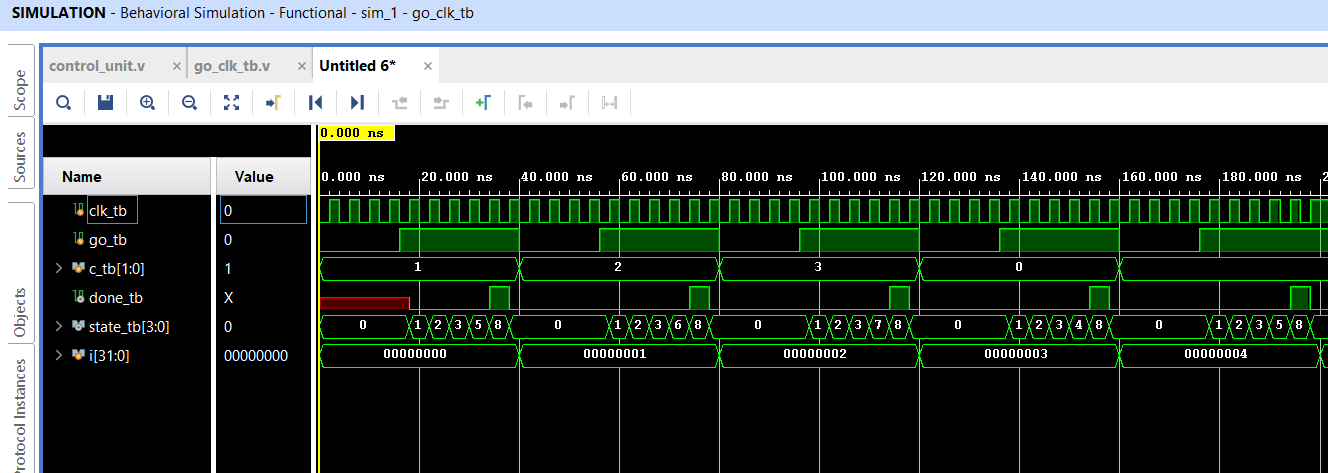 SIMULATION - Behavioral Simulation - Functional - sim_1 - go_clk_tb
Scope
Sources
Objects
Protocol Instances
control_unit.v × go_clk_tb.v × Untitled 6* ×
0.000 ns
Name Value
0.000 ns 20.000 ns 40.000 ns 60.000 ns 80.000 ns 100.000 ns 120.000 ns 140.000 ns 160.000 ns 180.000 ns 2
clk_tb 0
go_tb 0
c_tb[1:0] 1 1 2 3 0
done_tb X
state_tb[3:0] 0 0 1 2 3 5 8 0 1 2 3 6 8 0 1 2 3 7 8 0 1 2 3 4 8 0 1 2 3 5 8
i[31:0] 00000000 00000000 00000001 00000002 00000003 00000004